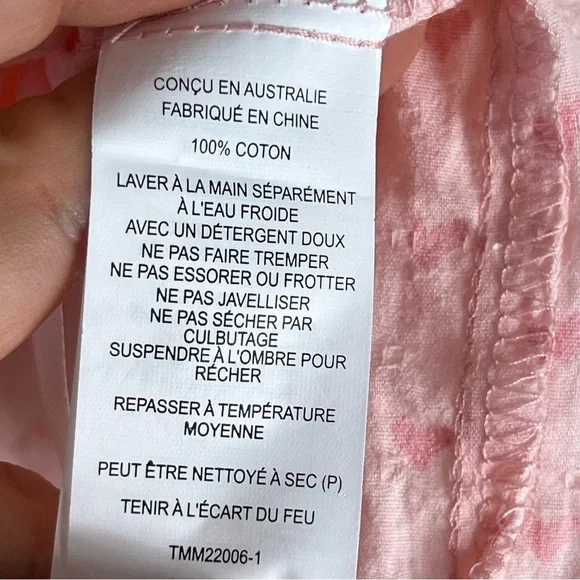 CONÇU EN AUSTRALIE
FABRIQUÉ EN CHINE
100% COTON
LAVER À LA MAIN SÉPARÉMENT
À L'EAU FROIDE
AVEC UN DÉTERGENT DOUX
NE PAS FAIRE TREMPER
NE PAS ESSORER OU FROTTER
NE PAS JAVELLISER
NE PAS SÉCHER PAR
CULBUTAGE
SUSPENDRE À L'OMBRE POUR
RÉCHER
REPASSER À TEMPÉRATURE
MOYENNE
PEUT ÊTRE NETTOYÉ À SEC (P)
TENIR À L'ÉCART DU FEU
TMM22006-1